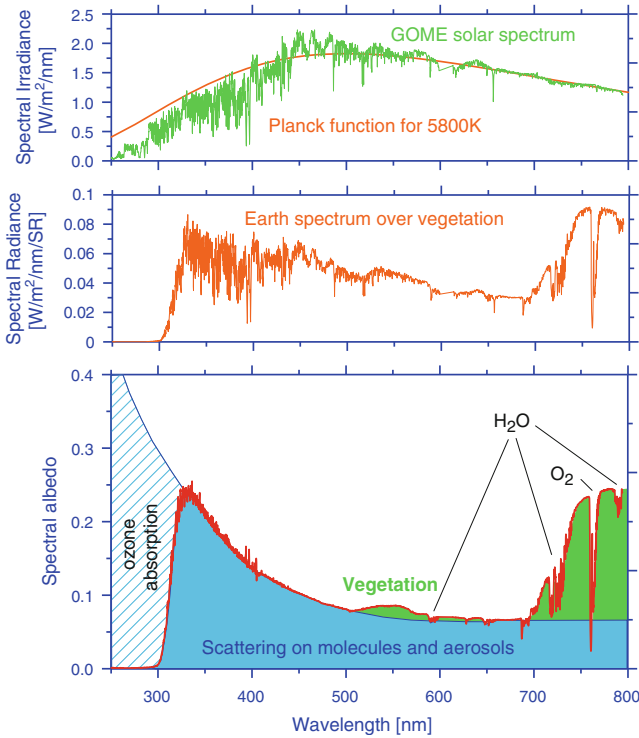 Spectral Irradiance
[W/m²/nm]
2.5
2.0
1.5
1.0
0.5
0.0
GOME solar spectrum
Planck function for 5800K
Spectral Radiance
[W/m²/nm/SR]
0.1
0.08
0.06
0.04
0.02
0
Earth spectrum over vegetation
Spectral albedo
0.4
0.3
0.2
0.1
0.0
ozone
absorption
H₂O
O₂
Vegetation
Scattering on molecules and aerosols
300 400 500 600 700 800
Wavelength [nm]